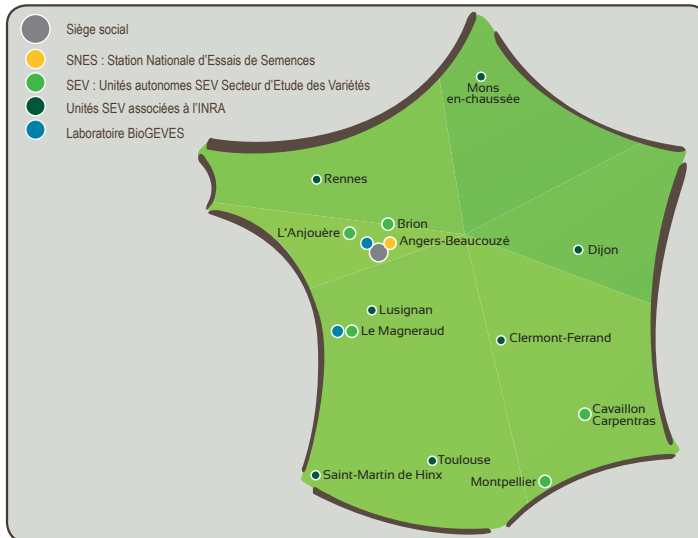 Siège social
SNES : Station Nationale d'Essais de Semences
SEV : Unités autonomes SEV Secteur d'Etude des Variétés
Unités SEV associées à l'INRA
Laboratoire BioGEVES
Mons
en-chaussée
Rennes
Brion
L'Anjouère
Angers-Beaucouzé
Dijon
Lusignan
Le Magneraud
Clermont-Ferrand
Cavaillon
Carpentras
Toulouse
Saint-Martin de Hinx
Montpellier